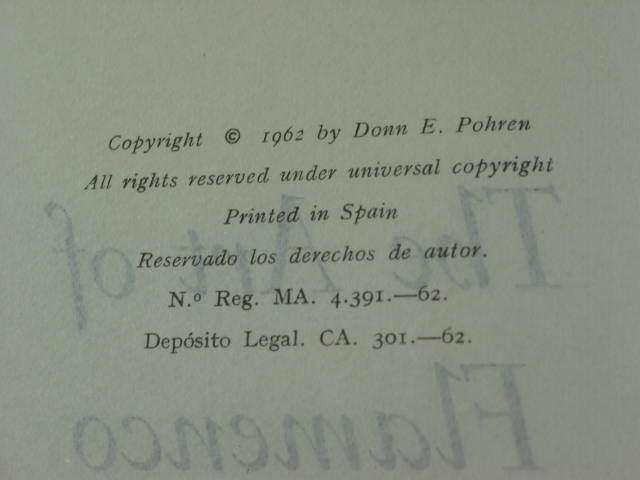 Copyright © 1962 by Donn E. Pohren
All rights reserved under universal copyright
Printed in Spain
Reservado los derechos de autor.
N.º Reg. MA. 4.391.—62.
Depósito Legal. CA. 301.—62.
The Art of
Flamenco